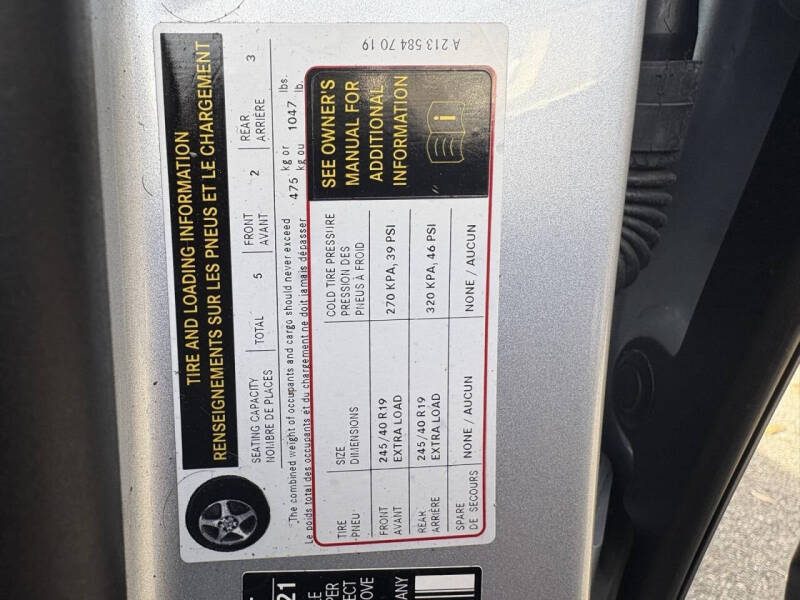 TIRE AND LOADING INFORMATION
RENSEIGNEMENTS SUR LES PNEUS ET LE CHARGEMENT
SEATING CAPACITY TOTAL 5 FRONT 2 REAR 3
NOMBRE DE PLACES AVANT ARRIÈRE
The combined weight of occupants and cargo should never exceed 475 kg or 1047 lbs.
Le poids total des occupants et du chargement ne doit jamais dépasser kg ou lb.
TIRE SIZE COLD TIRE PRESSURE
PNEU DIMENSIONS PRESSION DES
PNEUS À FROID
FRONT 245/40 R19 270 KPA, 39 PSI
AVANT EXTRA LOAD
REAR 245/40 R19 320 KPA, 46 PSI
ARRIÈRE EXTRA LOAD
SPARE NONE / AUCUN NONE / AUCUN
DE SECOURS
SEE OWNER'S
MANUAL FOR
ADDITIONAL
INFORMATION
i
A 213 584 70 19
21
LE
PER
ECT
OVE
ANY